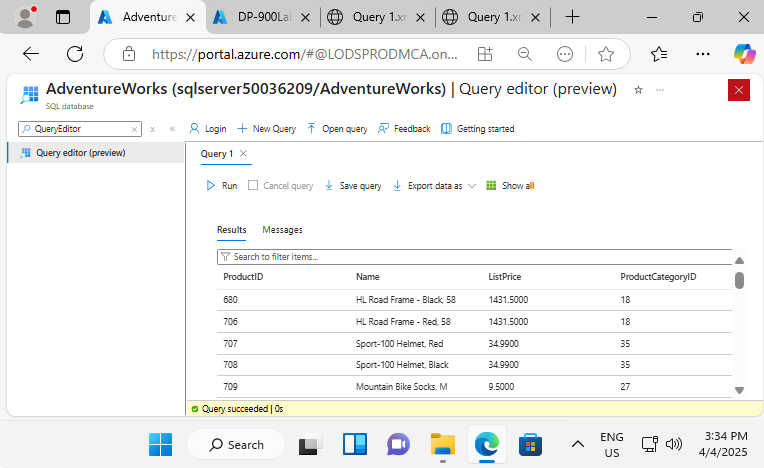 Adventure
DP-900Lal
Query 1.xr
Query 1.xr
https://portal.azure.com/#@LODSPRODMCA.on...
AdventureWorks (sqlserver50036209/AdventureWorks) | Query editor (preview)
SQL database
QueryEditor
Login
New Query
Open query
Feedback
Getting started
Query editor (preview)
Query 1
Run
Cancel query
Save query
Export data as
Show all
Results
Messages
Search to filter items...
ProductID Name ListPrice ProductCategoryID
680 HL Road Frame - Black, 58 1431.5000 18
706 HL Road Frame - Red, 58 1431.5000 18
707 Sport-100 Helmet, Red 34.9900 35
708 Sport-100 Helmet, Black 34.9900 35
709 Mountain Bike Socks, M 9.5000 27
Query succeeded | 0s
Search
ENG
US
3:34 PM
4/4/2025